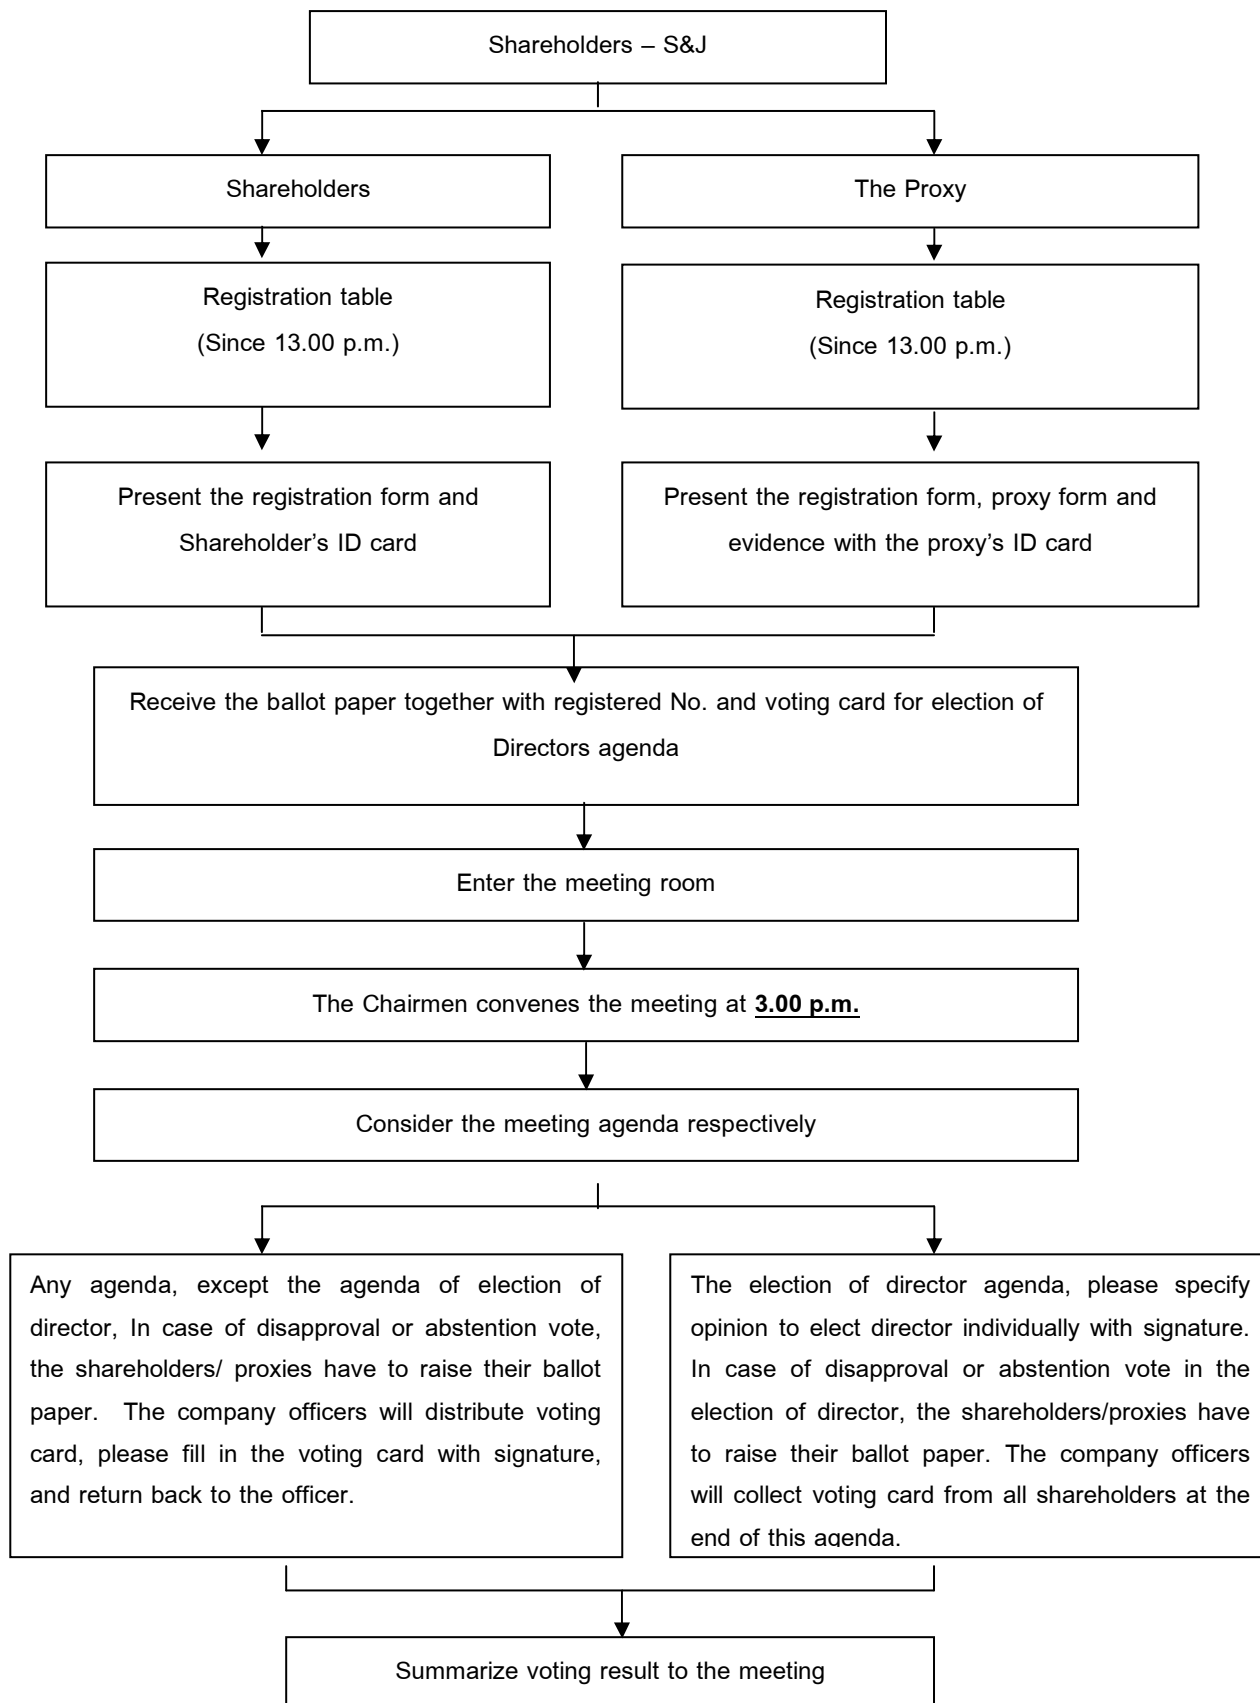 Shareholders – S&J
Shareholders
The Proxy
Registration table
(Since 13.00 p.m.)
Registration table
(Since 13.00 p.m.)
Present the registration form and
Shareholder's ID card
Present the registration form, proxy form and
evidence with the proxy's ID card
Receive the ballot paper together with registered No. and voting card for election of
Directors agenda
Enter the meeting room
The Chairmen convenes the meeting at 3.00 p.m.
Consider the meeting agenda respectively
Any agenda, except the agenda of election of
director, In case of disapproval or abstention vote,
the shareholders/ proxies have to raise their ballot
paper. The company officers will distribute voting
card, please fill in the voting card with signature,
and return back to the officer.
The election of director agenda, please specify
opinion to elect director individually with signature.
In case of disapproval or abstention vote in the
election of director, the shareholders/proxies have
to raise their ballot paper. The company officers
will collect voting card from all shareholders at the
end of this agenda.
Summarize voting result to the meeting